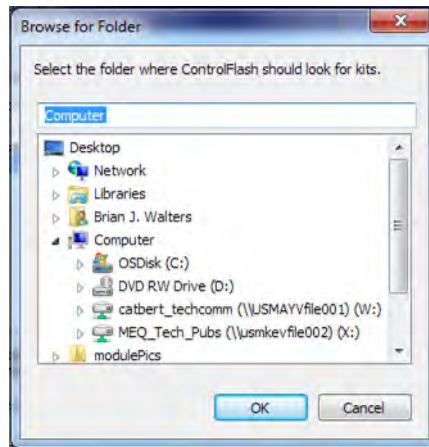 Browse for Folder
Select the folder where ControlFlash should look for kits.
Computer
Desktop
Network
Libraries
Brian J. Walters
Computer
OSDisk (C:)
DVD RW Drive (D:)
catbert_techcomm (\\USMAYVfile001) (W:)
MEQ_Tech_Pubs (\\usmkevfile002) (X:)
modulePics
OK
Cancel